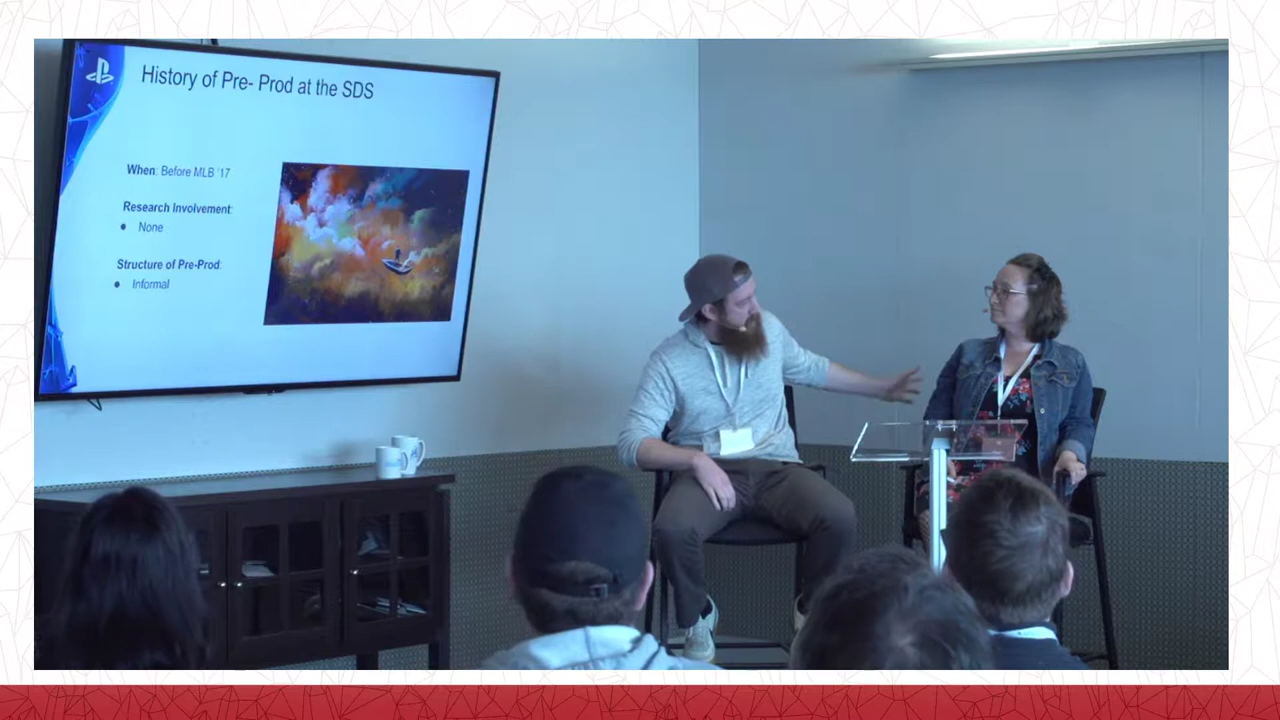 History of Pre- Prod at the SDS
When: Before MLB '17
Research Involvement:
● None
Structure of Pre-Prod:
● Informal